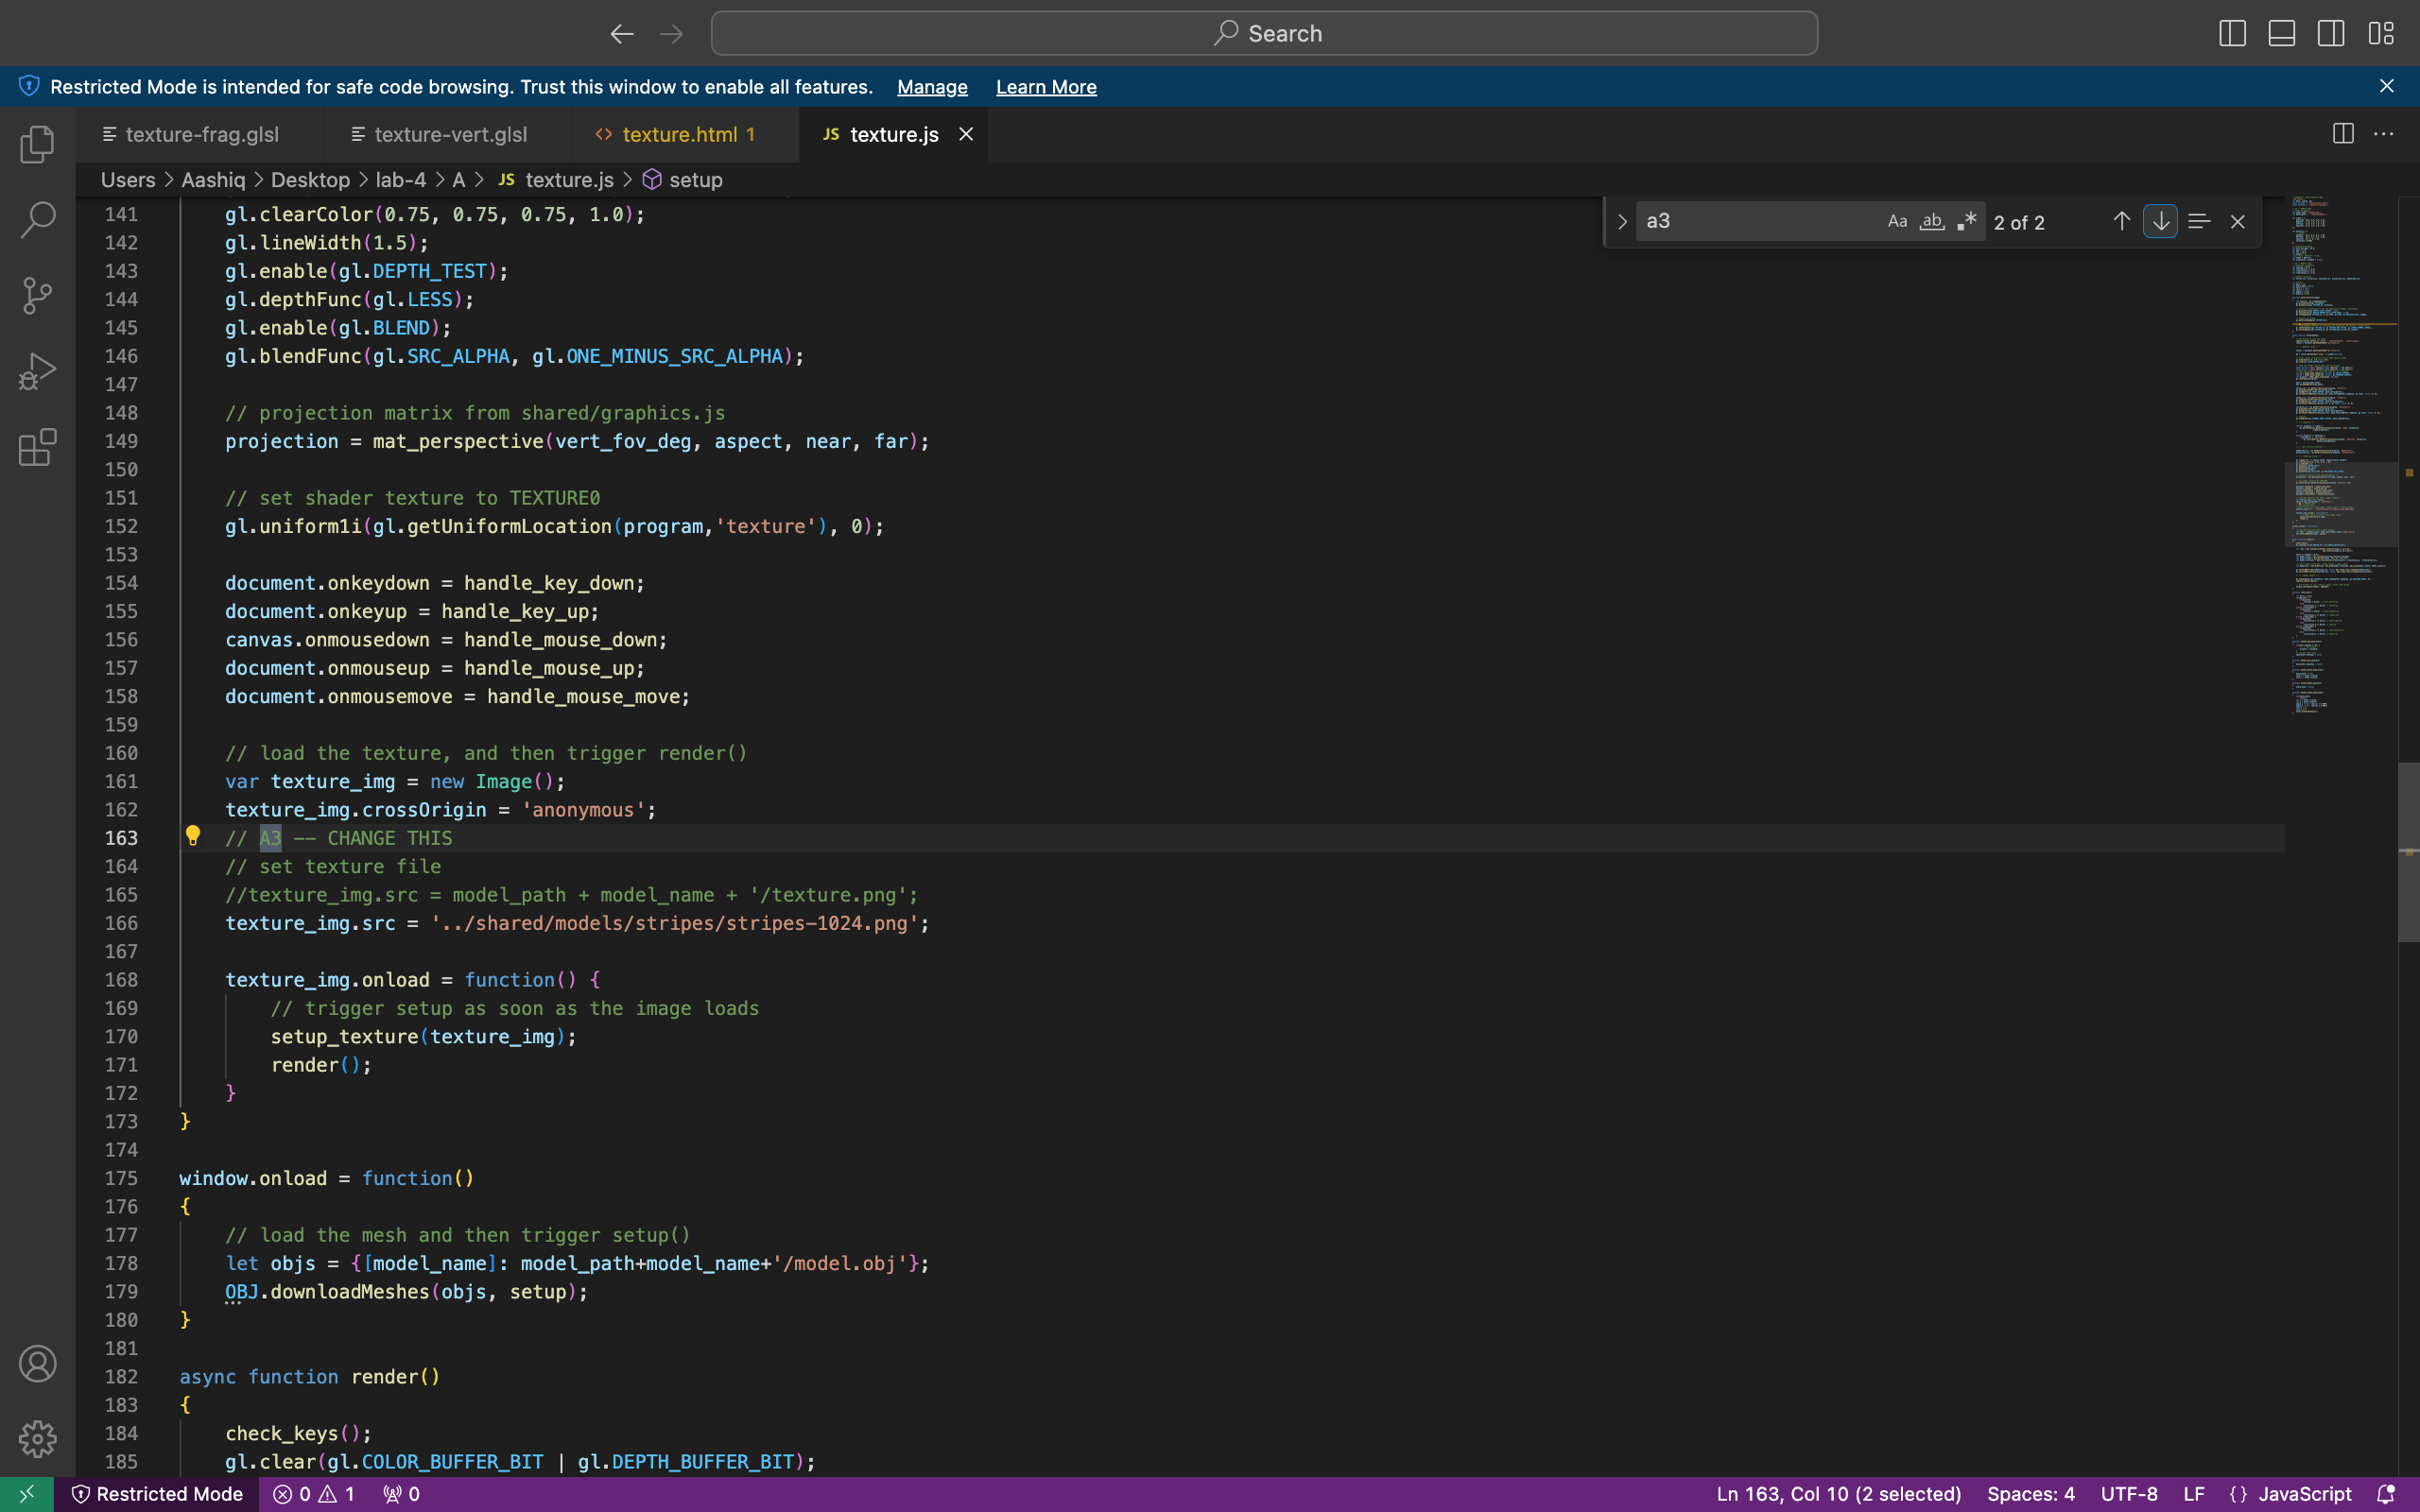 Search
Restricted Mode is intended for safe code browsing. Trust this window to enable all features. Manage Learn More
texture-frag.glsl texture-vert.glsl <> texture.html 1 JS texture.js
Users > Aashiq > Desktop > lab-4 > A > JS texture.js > setup
a3 Aa ab .* 2 of 2
141 gl.clearColor(0.75, 0.75, 0.75, 1.0);
142 gl.lineWidth(1.5);
143 gl.enable(gl.DEPTH_TEST);
144 gl.depthFunc(gl.LESS);
145 gl.enable(gl.BLEND);
146 gl.blendFunc(gl.SRC_ALPHA, gl.ONE_MINUS_SRC_ALPHA);
147
148 // projection matrix from shared/graphics.js
149 projection = mat_perspective(vert_fov_deg, aspect, near, far);
150
151 // set shader texture to TEXTURE0
152 gl.uniform1i(gl.getUniformLocation(program,'texture'), 0);
153
154 document.onkeydown = handle_key_down;
155 document.onkeyup = handle_key_up;
156 canvas.onmousedown = handle_mouse_down;
157 document.onmouseup = handle_mouse_up;
158 document.onmousemove = handle_mouse_move;
159
160 // load the texture, and then trigger render()
161 var texture_img = new Image();
162 texture_img.crossOrigin = 'anonymous';
163 // A3 -- CHANGE THIS
164 // set texture file
165 //texture_img.src = model_path + model_name + '/texture.png';
166 texture_img.src = '../shared/models/stripes/stripes-1024.png';
167
168 texture_img.onload = function() {
169 // trigger setup as soon as the image loads
170 setup_texture(texture_img);
171 render();
172 }
173 }
174
175 window.onload = function()
176 {
177 // load the mesh and then trigger setup()
178 let objs = {[model_name]: model_path+model_name+'/model.obj'};
179 OBJ.downloadMeshes(objs, setup);
180 }
181
182 async function render()
183 {
184 check_keys();
185 gl.clear(gl.COLOR_BUFFER_BIT | gl.DEPTH_BUFFER_BIT);
Restricted Mode 0 1 0 Ln 163, Col 10 (2 selected) Spaces: 4 UTF-8 LF {} JavaScript